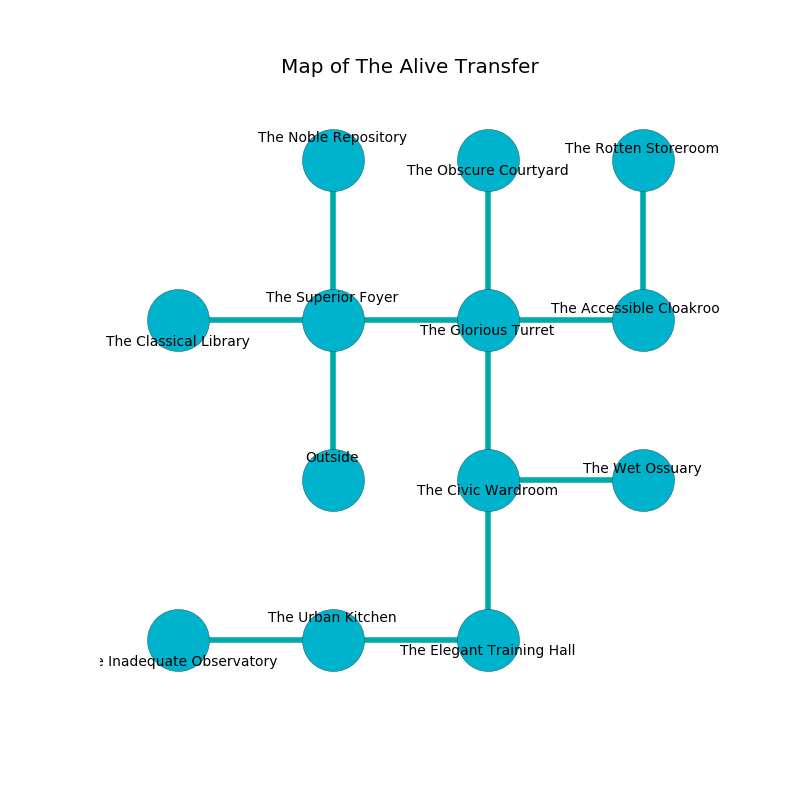 Map of The Alive Transfer
The Noble Repository
The Obscure Courtyard
The Rotten Storeroom
The Superior Foyer
The Accessible Cloakroo
The Classical Library
The Glorious Turret
Outside
The Civic Wardroom
The Wet Ossuary
The Urban Kitchen
e Inadequate Observatory
The Elegant Training Hall